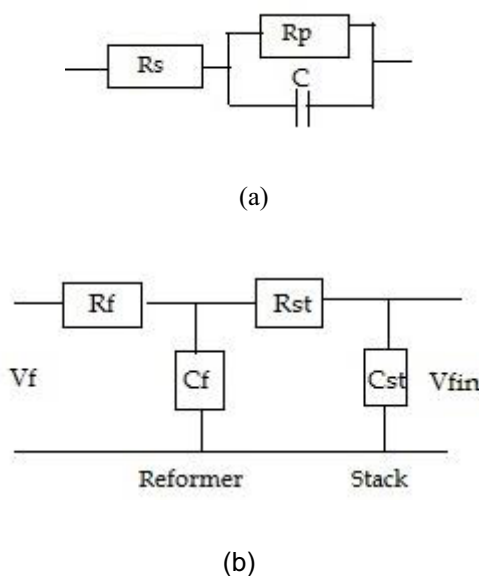 Rp
Rs
C
(a)
Rf
Rst
Vf
Cf
Cst
Vfin
Reformer
Stack
(b)